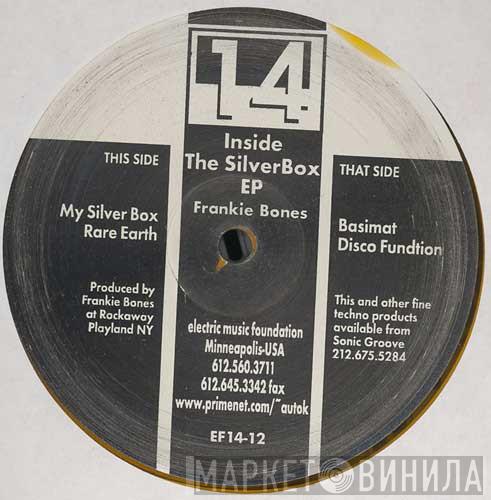 14
Inside
The SilverBox
EP
Frankie Bones
THIS SIDE
My Silver Box
Rare Earth
Produced by
Frankie Bones
at Rockaway
Playland NY
THAT SIDE
Basimat
Disco Fundtion
This and other fine
techno products
available from
Sonic Groove
212.675.5284
electric music foundation
Minneapolis-USA
612.560.3711
612.645.3342 fax
www.primenet.com/~autok
EF14-12
МАРКЕТ ВИНИЛА